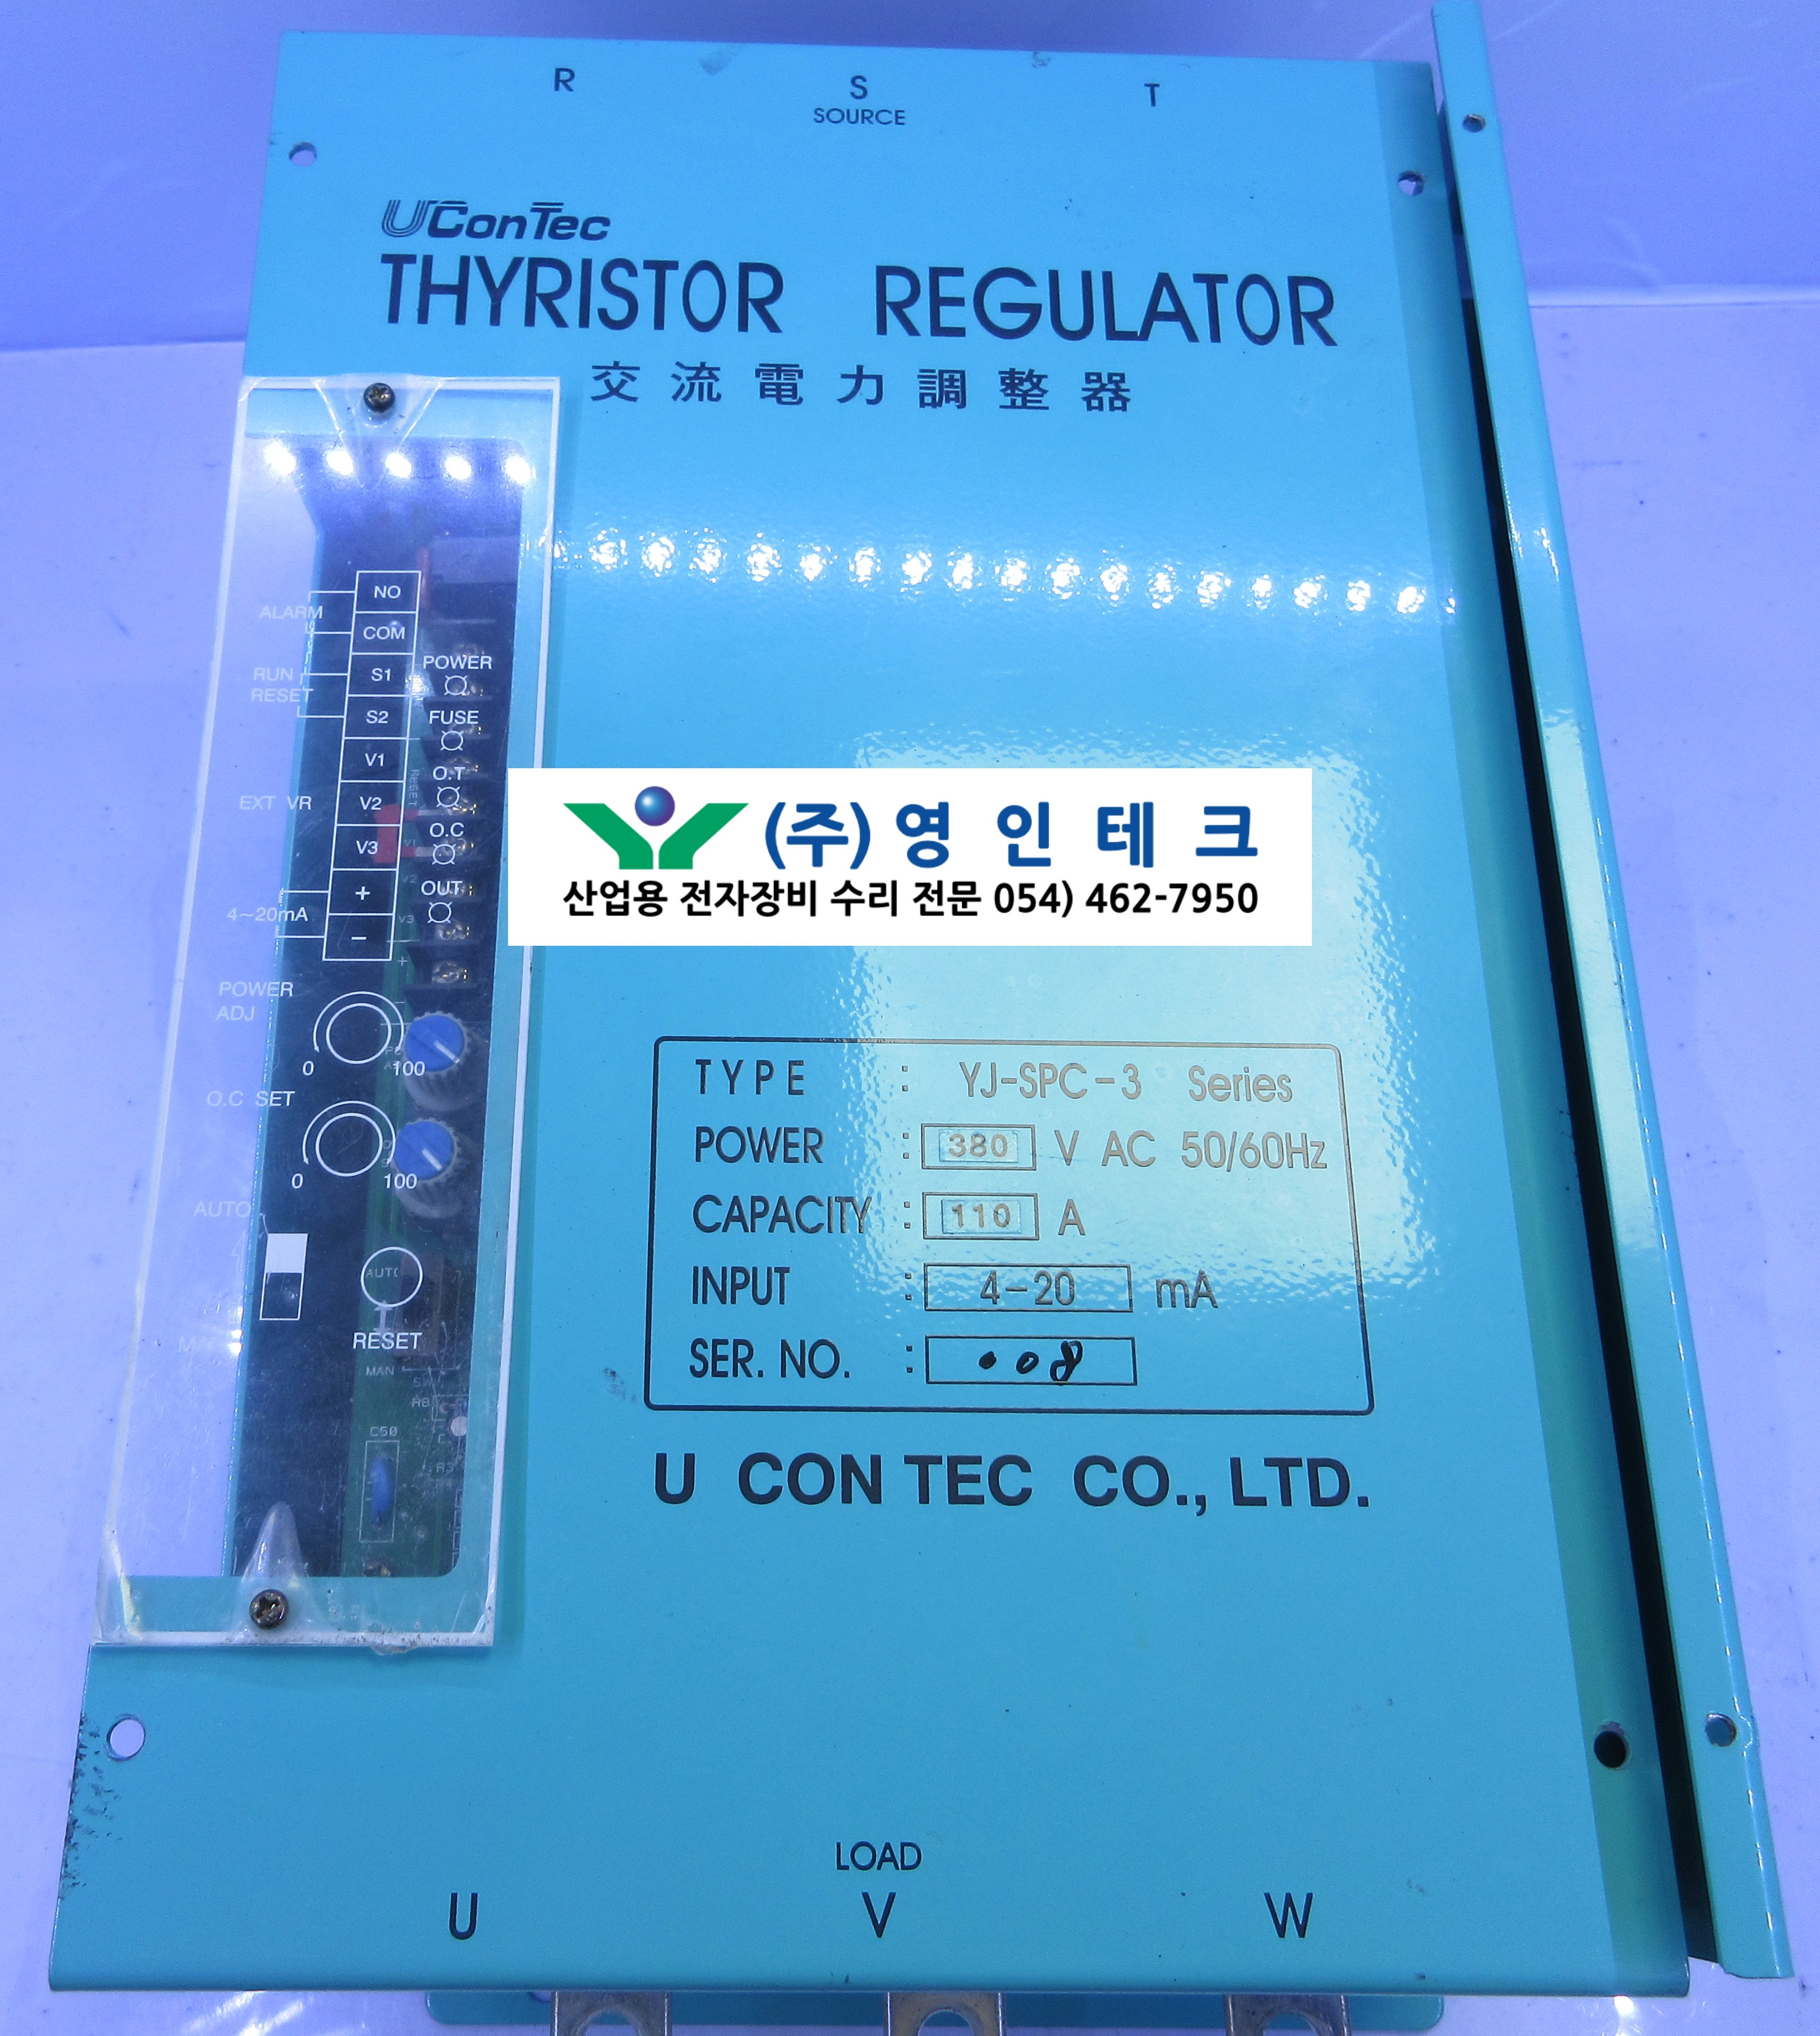 R S T
SOURCE
UConTec
THYRISTOR REGULATOR
交流電力調整器
NO
ALARM
COM
RUN
RESET
S1
POWER
S2
FUSE
V1
O.T
EXT VR
V2
O.C
V3
+
OUT
4~20mA
-
POWER
ADJ
0 100
O.C SET
0 100
AUTO
AUTO
RESET
MAN
C50
(주)영인테크
산업용 전자장비 수리 전문 054) 462-7950
TYPE : YJ-SPC-3 Series
POWER : 380 V AC 50/60Hz
CAPACITY : 110 A
INPUT : 4-20 mA
SER. NO. : 008
U CON TEC CO., LTD.
LOAD
U V W